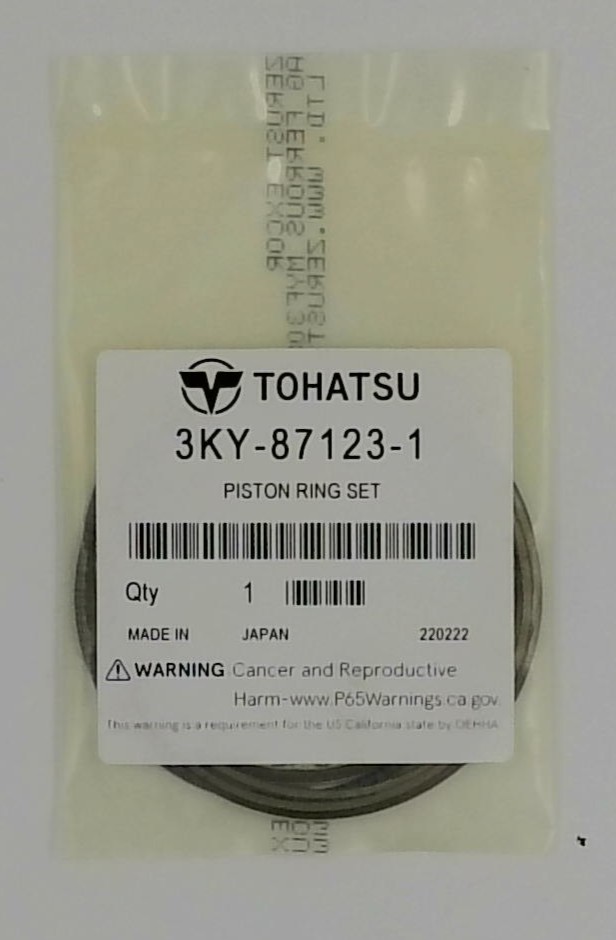 TOHATSU
3KY-87123-1
PISTON RING SET
Qty 1
MADE IN JAPAN 220222
WARNING Cancer and Reproductive
Harm-www.P65Warnings.ca.gov.
This warning is a requirement for the US California state by OEHHA